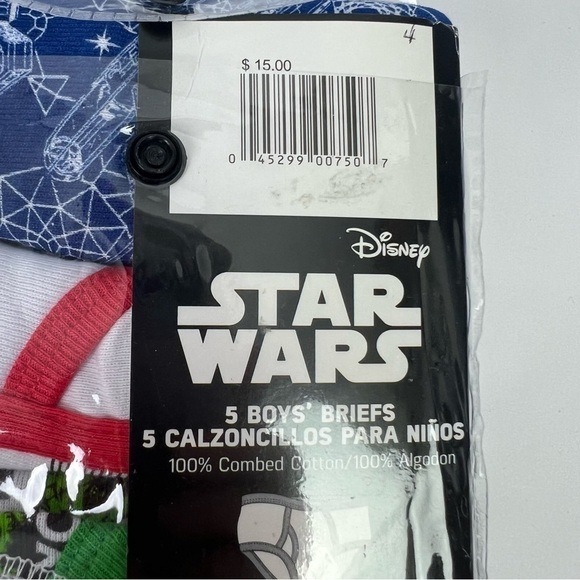 4
$ 15.00
0 45299 00750 7
Disney
STAR
WARS
5 BOYS' BRIEFS
5 CALZONCILLOS PARA NIÑOS
100% Combed Cotton/100% Algodon